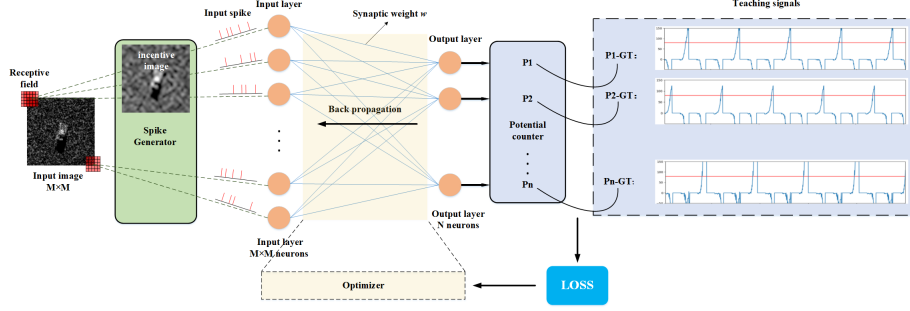 Teaching signals
Input layer
Input spike
Synaptic weight w
Output layer
incentive image
Receptive
field
P1
P1-GT:
P2
P2-GT:
Back propagation
Spike
Generator
Potential
counter
Input image
M×M
Pn
Pn-GT:
Input layer
M×M neurons
Output layer
N neurons
Optimizer
LOSS